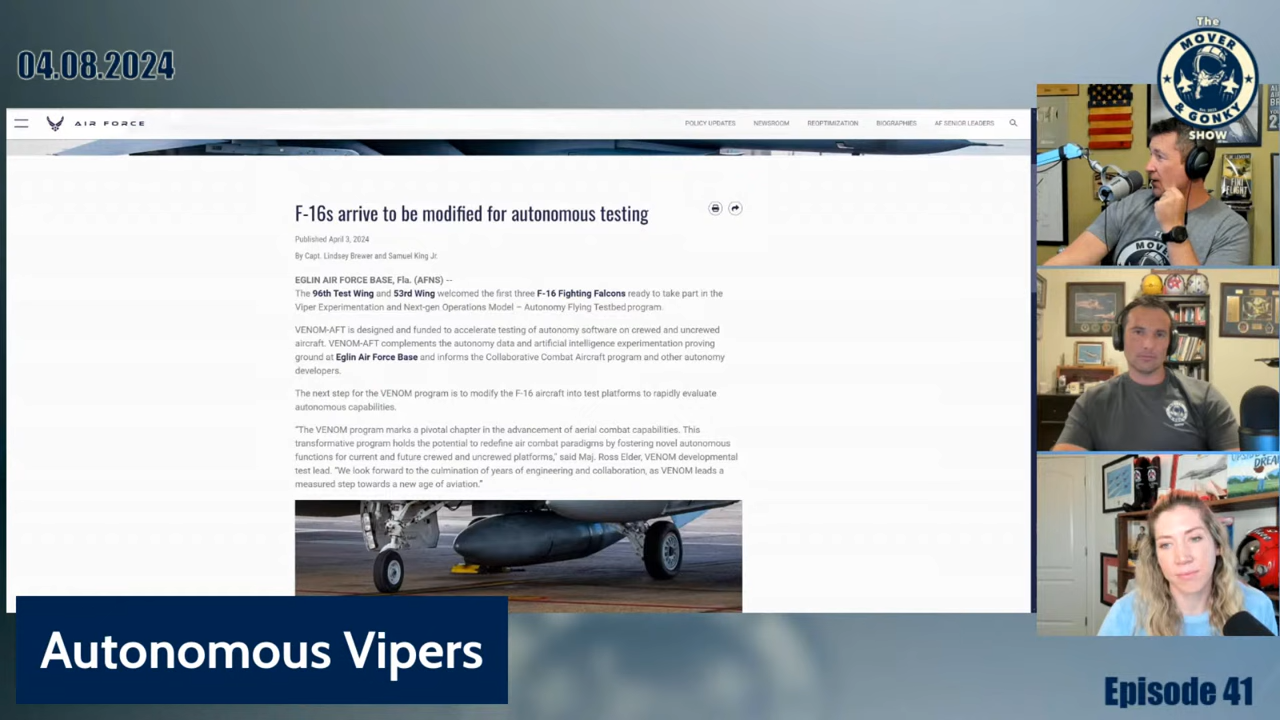 04.08.2024
The
MOVER
& GONKY
SHOW
AIR FORCE
POLICY UPDATES
NEWSROOM
REOPTIMIZATION
BIOGRAPHIES
AF SENIOR LEADERS
F-16s arrive to be modified for autonomous testing
Published April 3, 2024
By Capt. Lindsey Brewer and Samuel King Jr.
EGLIN AIR FORCE BASE, Fla. (AFNS) --
The 96th Test Wing and 53rd Wing welcomed the first three F-16 Fighting Falcons ready to take part in the
Viper Experimentation and Next-gen Operations Model – Autonomy Flying Testbed program.
VENOM-AFT is designed and funded to accelerate testing of autonomy software on crewed and uncrewed
aircraft. VENOM-AFT complements the autonomy data and artificial intelligence experimentation proving
ground at Eglin Air Force Base and informs the Collaborative Combat Aircraft program and other autonomy
developers.
The next step for the VENOM program is to modify the F-16 aircraft into test platforms to rapidly evaluate
autonomous capabilities.
“The VENOM program marks a pivotal chapter in the advancement of aerial combat capabilities. This
transformative program holds the potential to redefine air combat paradigms by fostering novel autonomous
functions for current and future crewed and uncrewed platforms,” said Maj. Ross Elder, VENOM developmental
test lead. “We look forward to the culmination of years of engineering and collaboration, as VENOM leads a
measured step towards a new age of aviation.”
FINI
FLIGHT
MOVER
Autonomous Vipers
Episode 41